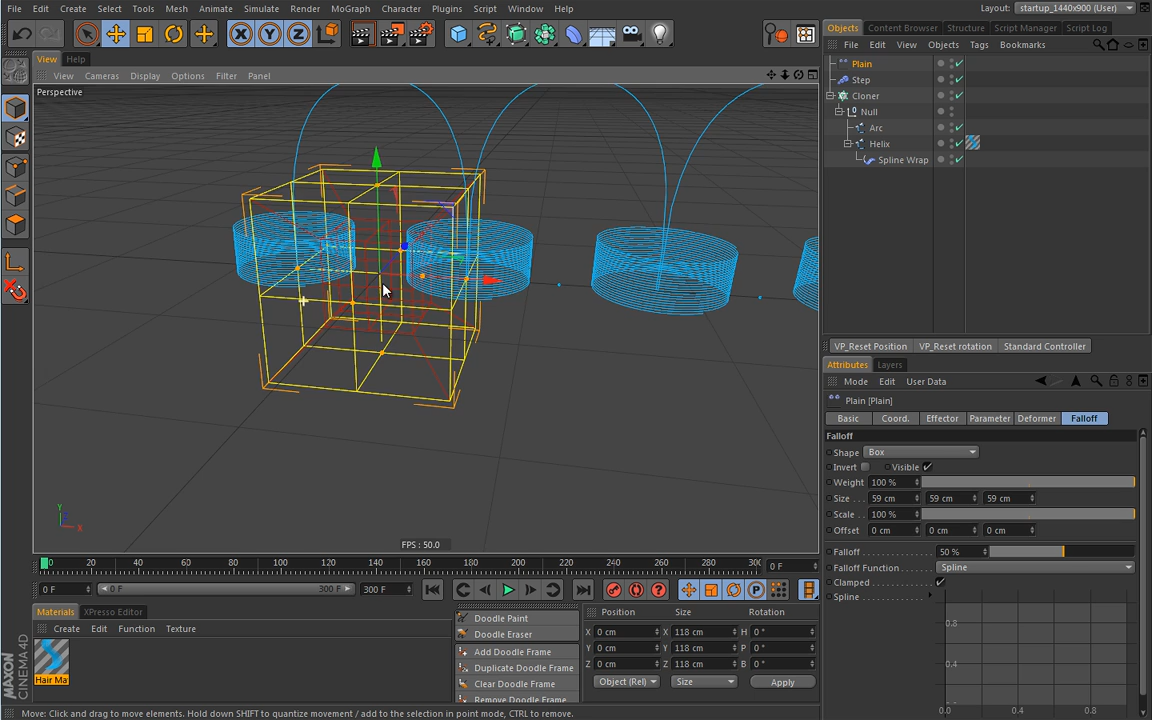 File Edit Create Select Tools Mesh Animate Simulate Render MoGraph Character Plugins Script Window Help
Layout: startup_1440x900 (User)
X Y Z
Objects Content Browser Structure Script Manager Script Log
View Help
File Edit View Objects Tags Bookmarks
View Cameras Display Options Filter Panel
Perspective
Plain
Step
Cloner
Null
Arc
Helix
Spline Wrap
VP_Reset Position VP_Reset rotation Standard Controller
Attributes Layers
Mode Edit User Data
Plain [Plain]
Basic Coord. Effector Parameter Deformer Falloff
Falloff
Shape Box
Invert Visible
Weight 100 %
Size . . . 59 cm 59 cm 59 cm
Scale . . 100 %
Offset 0 cm 0 cm 0 cm
Falloff 50 %
Falloff Function Spline
Clamped
Spline
0.8
0.4
0.0 0.4 0.8
Y
X
FPS : 50.0
0 20 40 60 80 100 120 140 160 180 200 220 240 260 280 30 0 F
0 F 0 F 300 F 300 F
P
Materials XPresso Editor
Create Edit Function Texture
Hair Ma
MAXON CINEMA 4D
Doodle Paint
Doodle Eraser
Add Doodle Frame
Duplicate Doodle Frame
Clear Doodle Frame
Remove Doodle Frame
Position Size Rotation
X 0 cm X 118 cm H 0 °
Y 0 cm Y 118 cm P 0 °
Z 0 cm Z 118 cm B 0 °
Object (Rel) Size Apply
Move: Click and drag to move elements. Hold down SHIFT to quantize movement / add to the selection in point mode, CTRL to remove.